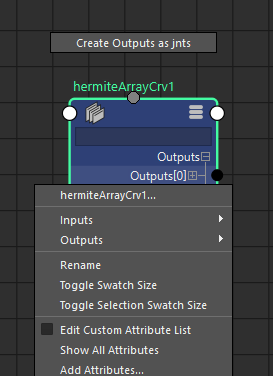 Create Outputs as jnts
hermiteArrayCrv1
Outputs
Outputs[0]
hermiteArrayCrv1...
Inputs
Outputs
Rename
Toggle Swatch Size
Toggle Selection Swatch Size
Edit Custom Attribute List
Show All Attributes
Add Attributes...